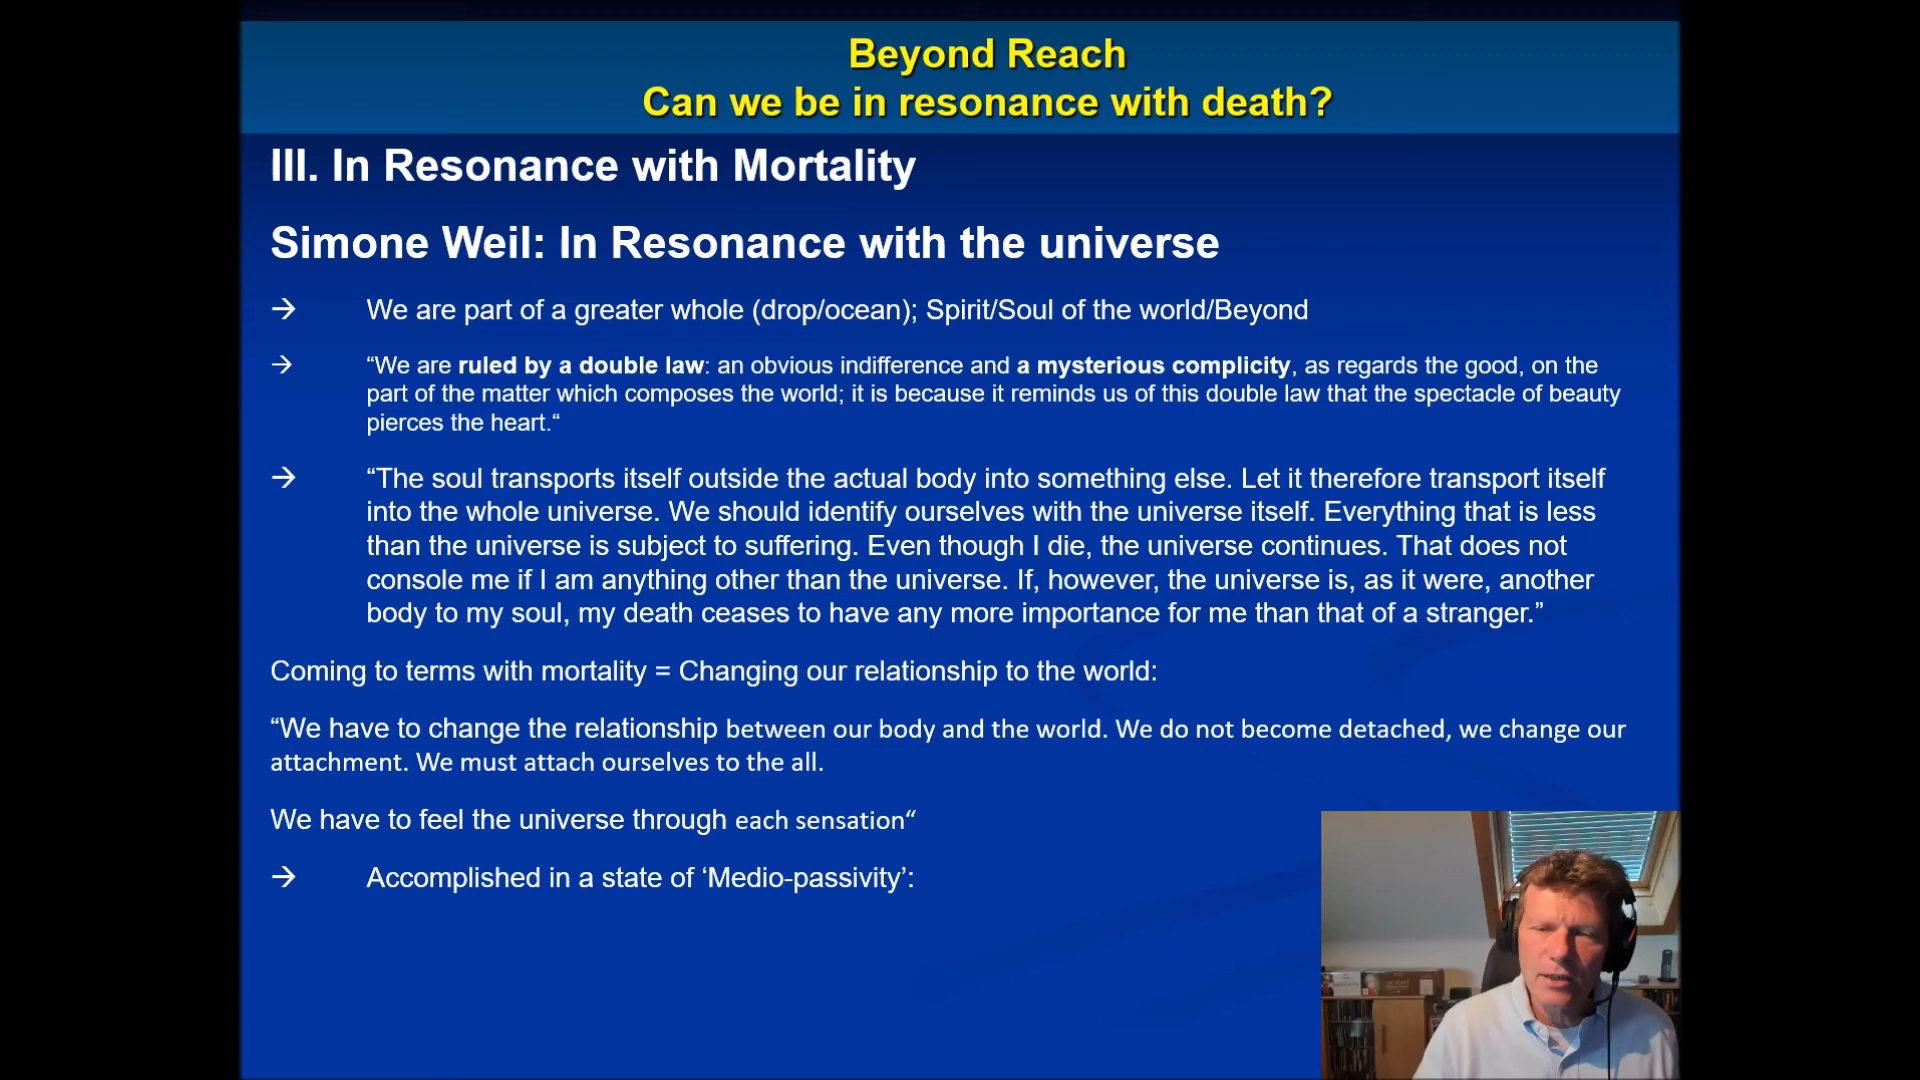 Beyond Reach
Can we be in resonance with death?
III. In Resonance with Mortality
Simone Weil: In Resonance with the universe
→ We are part of a greater whole (drop/ocean); Spirit/Soul of the world/Beyond
→ “We are ruled by a double law: an obvious indifference and a mysterious complicity, as regards the good, on the
part of the matter which composes the world; it is because it reminds us of this double law that the spectacle of beauty
pierces the heart.“
→ “The soul transports itself outside the actual body into something else. Let it therefore transport itself
into the whole universe. We should identify ourselves with the universe itself. Everything that is less
than the universe is subject to suffering. Even though I die, the universe continues. That does not
console me if I am anything other than the universe. If, however, the universe is, as it were, another
body to my soul, my death ceases to have any more importance for me than that of a stranger.”
Coming to terms with mortality = Changing our relationship to the world:
“We have to change the relationship between our body and the world. We do not become detached, we change our
attachment. We must attach ourselves to the all.
We have to feel the universe through each sensation“
→ Accomplished in a state of ‘Medio-passivity’: